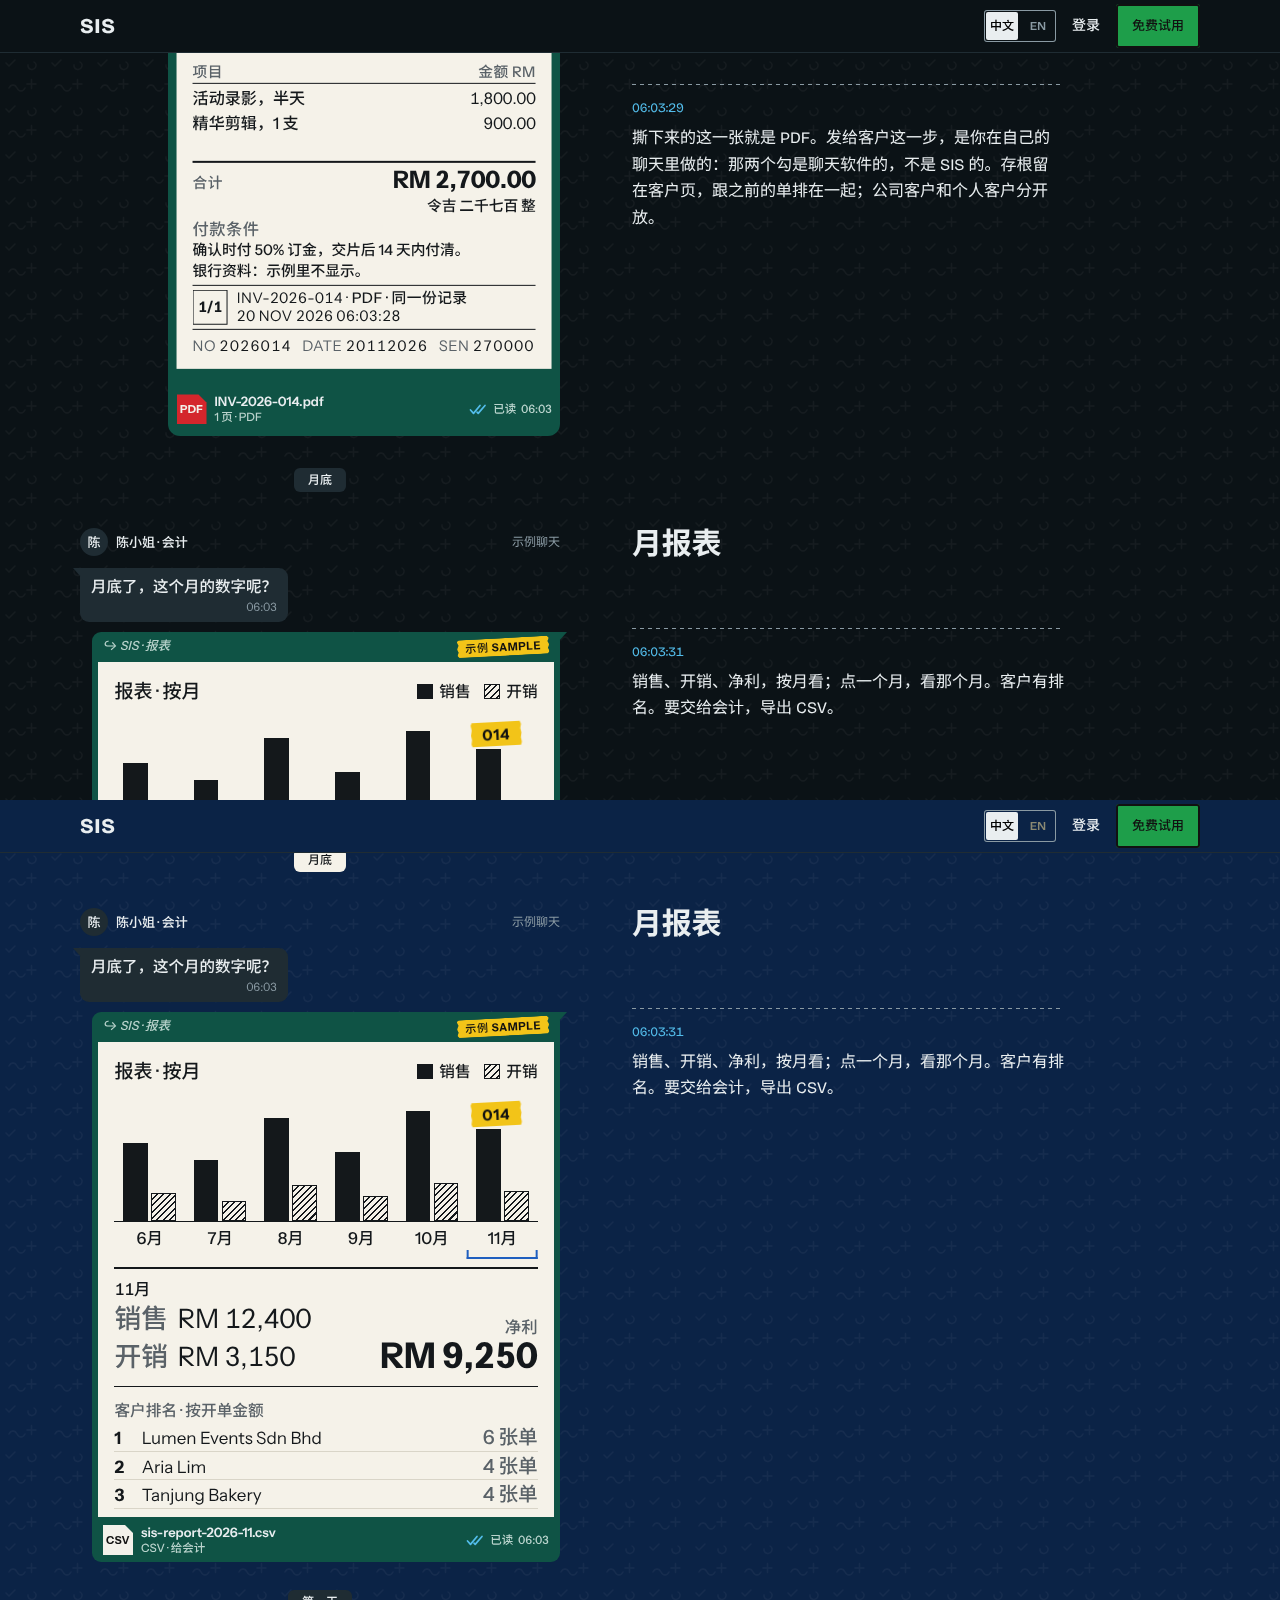 SIS
中文 EN 登录 免费试用
项目 金额 RM
活动录影，半天 1,800.00
精华剪辑，1 支 900.00
合计 RM 2,700.00
令吉 二千七百 整
付款条件
确认时付 50% 订金，交片后 14 天内付清。
银行资料：示例里不显示。
1/1
INV-2026-014 · PDF · 同一份记录
20 NOV 2026 06:03:28
NO 2026014 DATE 20112026 SEN 270000
PDF
INV-2026-014.pdf
1 页 · PDF
已读 06:03
06:03:29
撕下来的这一张就是 PDF。发给客户这一步，是你在自己的
聊天里做的：那两个勾是聊天软件的，不是 SIS 的。存根留
在客户页，跟之前的单排在一起；公司客户和个人客户分开
放。
月底
陈 陈小姐 · 会计 示例聊天
月底了，这个月的数字呢？
06:03
SIS · 报表 示例 SAMPLE
报表 · 按月 销售 开销
014
月报表
06:03:31
销售、开销、净利，按月看；点一个月，看那个月。客户有排
名。要交给会计，导出 CSV。
SIS
中文 EN 登录 免费试用
月底
陈 陈小姐 · 会计 示例聊天
月底了，这个月的数字呢？
06:03
SIS · 报表 示例 SAMPLE
报表 · 按月 销售 开销
014
6月 7月 8月 9月 10月 11月
11月
销售 RM 12,400
开销 RM 3,150
净利
RM 9,250
客户排名 · 按开单金额
1 Lumen Events Sdn Bhd 6 张单
2 Aria Lim 4 张单
3 Tanjung Bakery 4 张单
CSV
sis-report-2026-11.csv
CSV · 给会计
已读 06:03
月报表
06:03:31
销售、开销、净利，按月看；点一个月，看那个月。客户有排
名。要交给会计，导出 CSV。